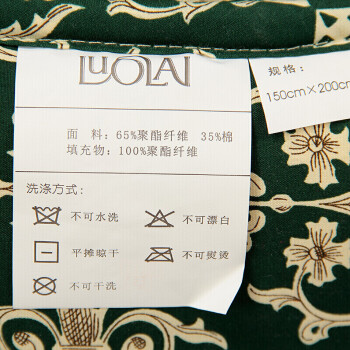 LUOLAI
规格：
150cm×200cm
面 料：65%聚酯纤维 35%棉
填充物：100%聚酯纤维
洗涤方式：
不可水洗 不可漂白
平摊晾干 不可熨烫
不可干洗